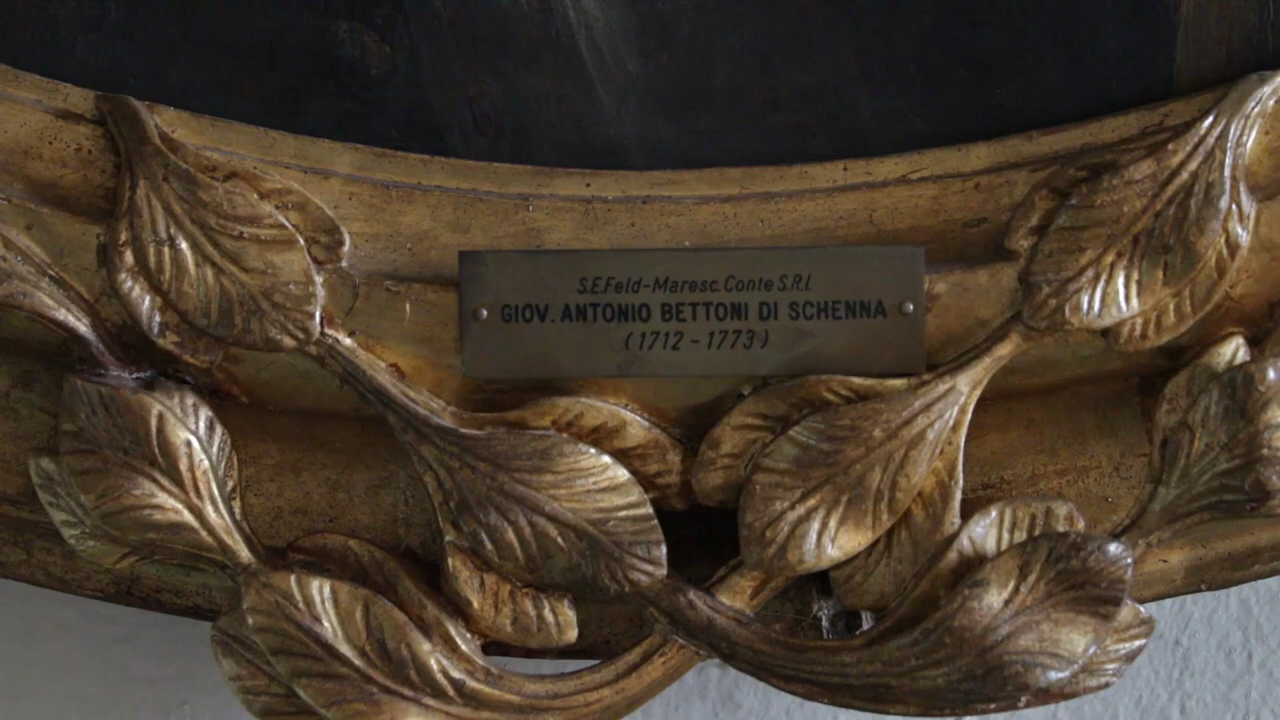 S.E.Feld-Maresc. Conte S.R.I.
GIOV. ANTONIO BETTONI DI SCHENNA
(1712 - 1773)